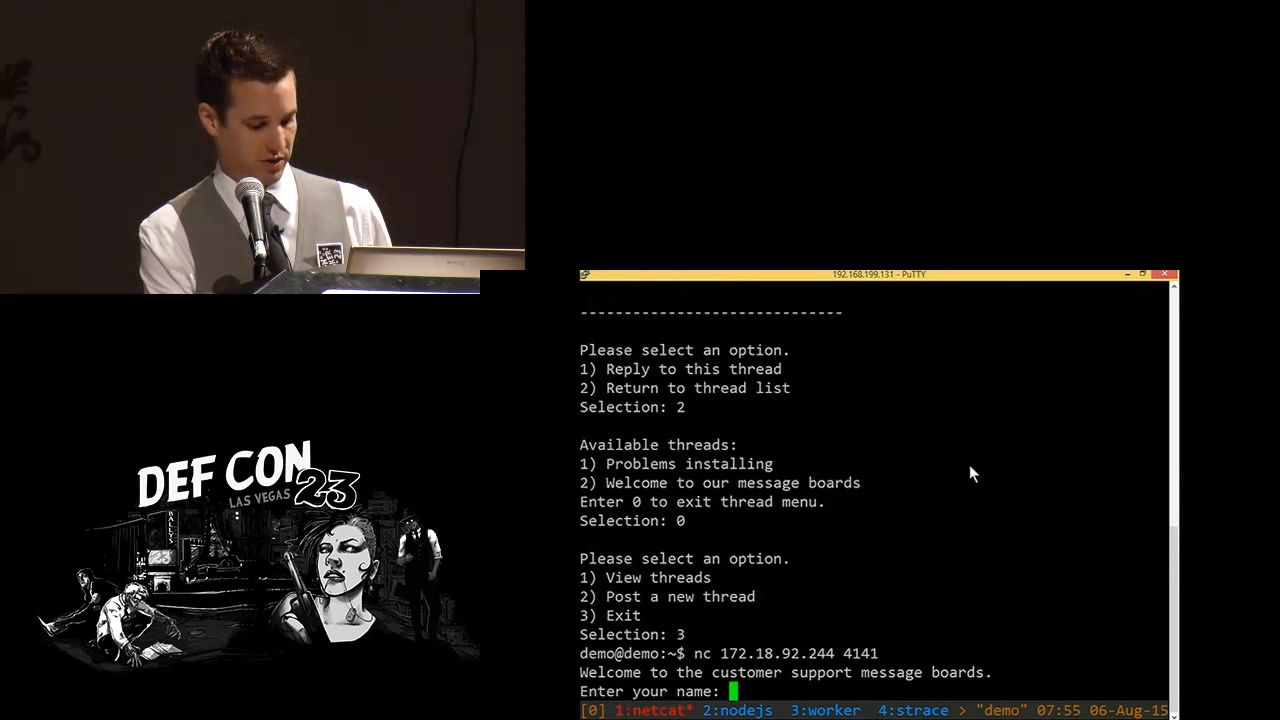 192.168.199.131 - PuTTY
------------------------------
Please select an option.
1) Reply to this thread
2) Return to thread list
Selection: 2
Available threads:
1) Problems installing
2) Welcome to our message boards
Enter 0 to exit thread menu.
Selection: 0
Please select an option.
1) View threads
2) Post a new thread
3) Exit
Selection: 3
demo@demo:~$ nc 172.18.92.244 4141
Welcome to the customer support message boards.
Enter your name:
[0] 1:netcat* 2:nodejs 3:worker 4:strace > "demo" 07:55 06-Aug-15
DEF CON
LAS VEGAS 23
BALLYS